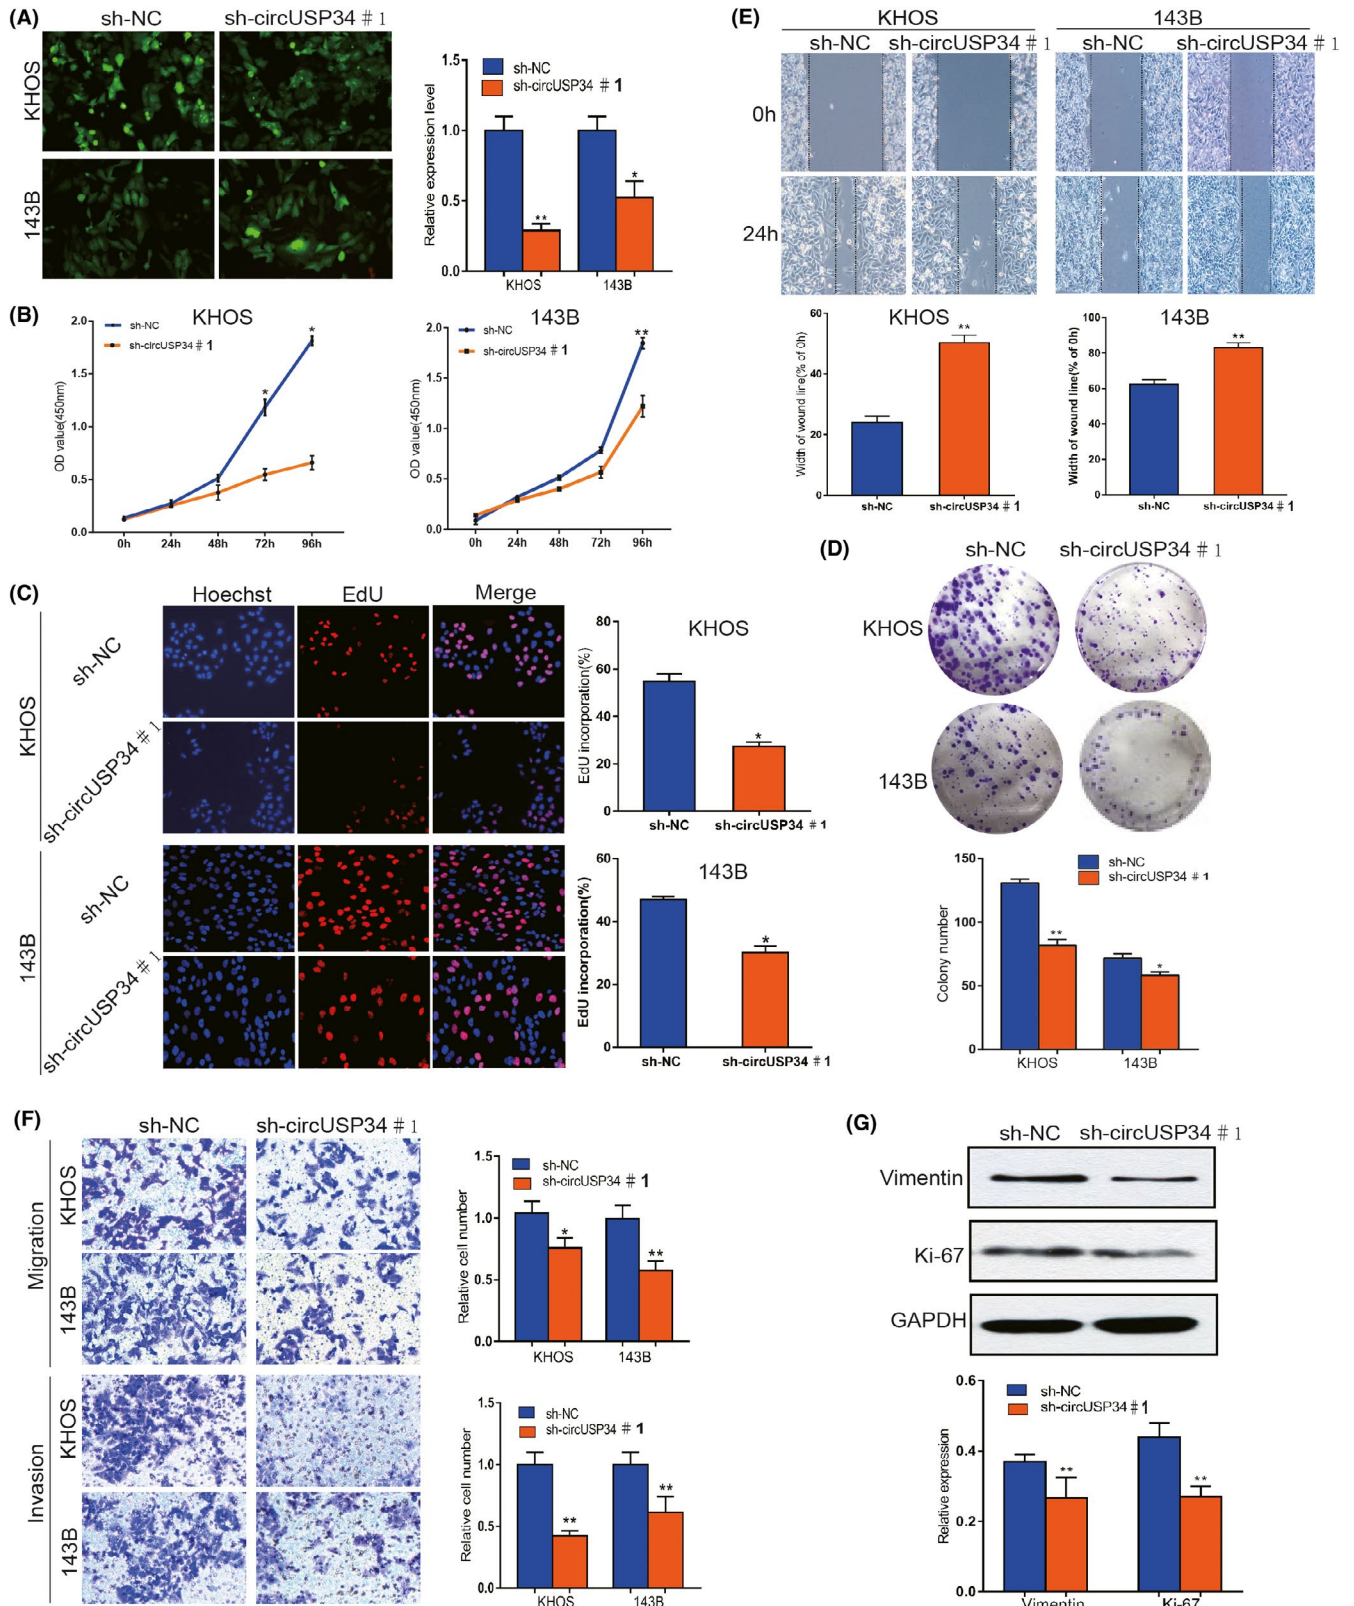 (A)
sh-NC sh-circUSP34 # 1
KHOS
143B
1.5
1.0
0.5
0.0
Relative expression level
sh-NC
sh-circUSP34 # 1
**
*
KHOS 143B
(B)
KHOS
2.0
1.5
1.0
0.5
0.0
OD value(450nm)
sh-NC
sh-circUSP34 # 1
*
*
0h 24h 48h 72h 96h
143B
2.0
1.5
1.0
0.5
0.0
OD value(450nm)
sh-NC
sh-circUSP34 # 1
**
0h 24h 48h 72h 96h
(C)
Hoechst EdU Merge
KHOS
sh-NC
sh-circUSP34 # 1
143B
sh-NC
sh-circUSP34 # 1
KHOS
80
60
40
20
0
EdU incorporation(%)
*
sh-NC sh-circUSP34 # 1
143B
60
40
20
0
EdU incorporation(%)
*
sh-NC sh-circUSP34 # 1
(E)
KHOS 143B
sh-NC sh-circUSP34 # 1 sh-NC sh-circUSP34 # 1
0h
24h
KHOS
60
40
20
0
Width of wound line(% of 0h)
**
sh-NC sh-circUSP34 # 1
143B
100
80
60
40
20
0
Width of wound line(% of 0h)
**
sh-NC sh-circUSP34 # 1
(D)
sh-NC sh-circUSP34 # 1
KHOS
143B
150
100
50
0
Colony number
sh-NC
sh-circUSP34 # 1
**
*
KHOS 143B
(F)
sh-NC sh-circUSP34 # 1
Migration
KHOS
143B
Invasion
KHOS
143B
1.5
1.0
0.5
0.0
Relative cell number
sh-NC
sh-circUSP34 # 1
*
**
KHOS 143B
1.5
1.0
0.5
0.0
Relative cell number
sh-NC
sh-circUSP34 # 1
**
**
KHOS 143B
(G)
sh-NC sh-circUSP34 # 1
Vimentin
Ki-67
GAPDH
0.6
0.4
0.2
0.0
Relative expression
sh-NC
sh-circUSP34 # 1
**
**
Vimentin Ki-67